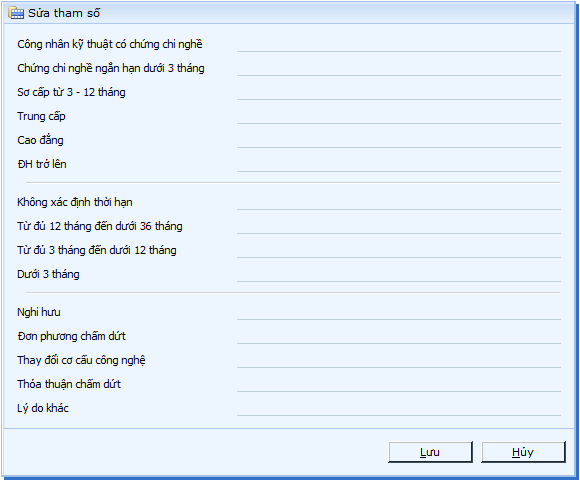 Sửa tham số
Công nhân kỹ thuật có chứng chỉ nghề
Chứng chỉ nghề ngắn hạn dưới 3 tháng
Sơ cấp từ 3 - 12 tháng
Trung cấp
Cao đẳng
ĐH trở lên
Không xác định thời hạn
Từ đủ 12 tháng đến dưới 36 tháng
Từ đủ 3 tháng đến dưới 12 tháng
Dưới 3 tháng
Nghỉ hưu
Đơn phương chấm dứt
Thay đổi cơ cấu công nghệ
Thỏa thuận chấm dứt
Lý do khác
Lưu
Hủy